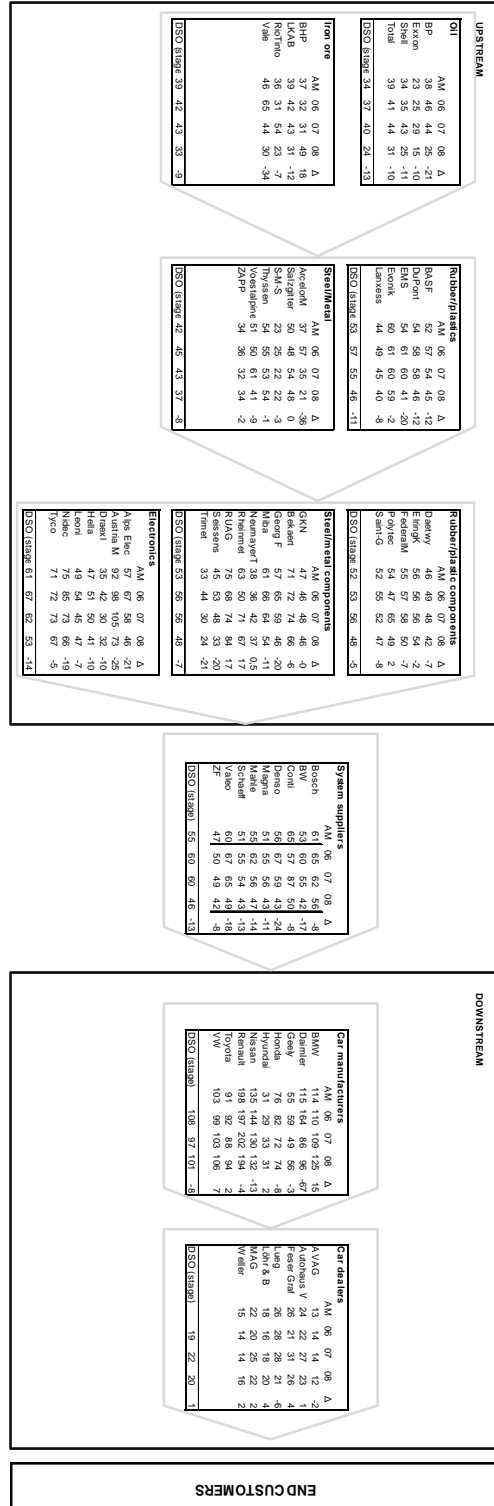 UPSTREAM
Oil
AM 06 07 08 Δ
BP 38 46 44 25 -21
Exxon 23 25 29 15 -10
Shell 34 35 43 25 -11
Total 39 41 44 31 -10
DSO (stage 34 37 40 24 -13
Iron ore
AM 06 07 08 Δ
BHP 37 32 31 49 18
LKAB 39 42 43 31 -12
RioTinto 36 31 54 23 -7
Vale 46 65 44 30 -34
DSO (stage 39 42 43 33 -9
Rubber/plastics
AM 06 07 08 Δ
BASF 52 57 54 45 -12
DuPont 54 58 58 46 -12
EMS 54 61 60 41 -20
Evonik 60 61 60 59 -2
Lanxess 44 49 45 40 -8
DSO (stage 53 57 55 46 -11
Steel/Metal
AM 06 07 08 Δ
ArcelorM 37 57 35 21 -36
Salzgitter 50 48 54 48 0
S-M-S 23 25 22 22 -3
Thyssen 54 55 53 54 -1
Voestalpine 51 50 61 41 -9
ZAPP 34 36 32 34 -2
DSO (stage 42 45 43 37 -8
Rubber/plastic components
AM 06 07 08 Δ
Daetwy 46 49 48 42 -7
ElringK 56 56 56 54 -2
FederalM 55 57 58 50 -7
Polytec 54 47 65 49 2
Saint-G 52 55 52 47 -8
DSO (stage 52 53 56 48 -5
Steel/metal components
AM 06 07 08 Δ
GKN 47 46 48 46 -0
Bekaert 71 72 74 66 -6
Georg F 57 65 59 46 -20
Miba 61 66 64 54 -11
NeumayerT 38 36 42 37 0,5
Rheinmet 63 50 71 67 17
RUAG 75 68 74 84 17
Seissens 45 53 48 33 -20
Trimet 33 44 30 24 -21
DSO (stage 53 56 56 48 -7
Electronics
AM 06 07 08 Δ
Alps Elec 57 67 58 46 -21
Austria M 92 98 105 73 -25
Draexl 35 42 30 32 -10
Hella 47 51 50 41 -10
Leoni 49 54 45 47 -7
Nidec 75 85 73 66 -19
Tyco 71 72 73 67 -5
DSO (stage 61 67 62 53 -14
System suppliers
AM 06 07 08 Δ
Bosch 61 65 62 56 -8
BW 53 60 55 42 -17
Conti 65 57 87 50 -8
Denso 56 67 59 43 -24
Magna 51 55 56 43 -11
Mahle 55 62 56 47 -14
Schaeff 51 55 54 43 -13
Valeo 60 67 65 49 -18
ZF 47 50 49 42 -8
DSO (stage) 55 60 60 46 -13
DOWNSTREAM
Car manufacturers
AM 06 07 08 Δ
BMW 114 110 109 125 15
Daimler 115 164 86 96 -67
Geely 55 59 49 56 -3
Honda 76 82 72 74 -8
Hyundai 31 29 33 31 2
Nissan 135 144 130 132 -13
Renault 198 197 202 194 -4
Toyota 91 92 88 94 2
VW 103 99 103 106 7
DSO (stage) 108 97 101 -8
Car dealers
AM 06 07 08 Δ
AVAG 13 14 14 12 -2
Autohaus V 24 22 27 23 1
Feser Graf 26 21 31 26 4
Lueg 26 28 28 21 -6
Löhr & B 18 16 18 20 4
MAG 22 20 25 22 2
Weller 15 14 14 16 2
DSO (stage) 19 22 20 1
END CUSTOMERS